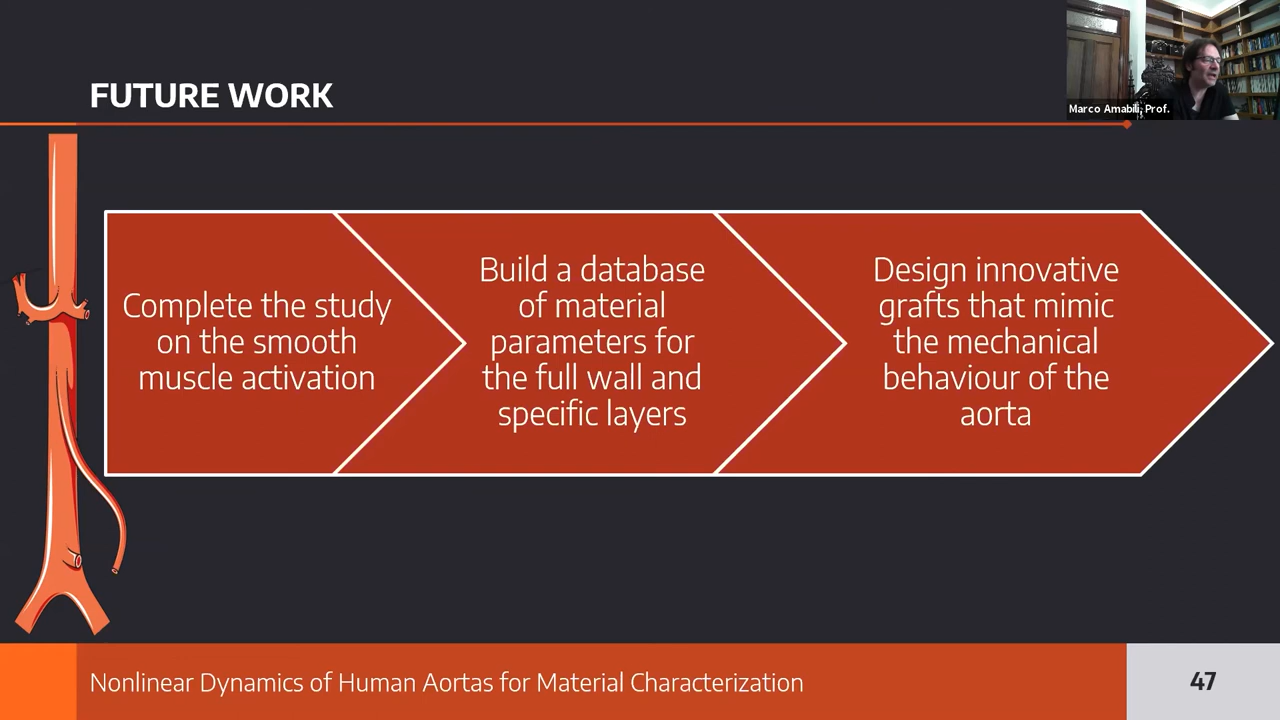 Marco Amabili, Prof.
FUTURE WORK
Complete the study
on the smooth
muscle activation
Build a database
of material
parameters for
the full wall and
specific layers
Design innovative
grafts that mimic
the mechanical
behaviour of the
aorta
Nonlinear Dynamics of Human Aortas for Material Characterization
47